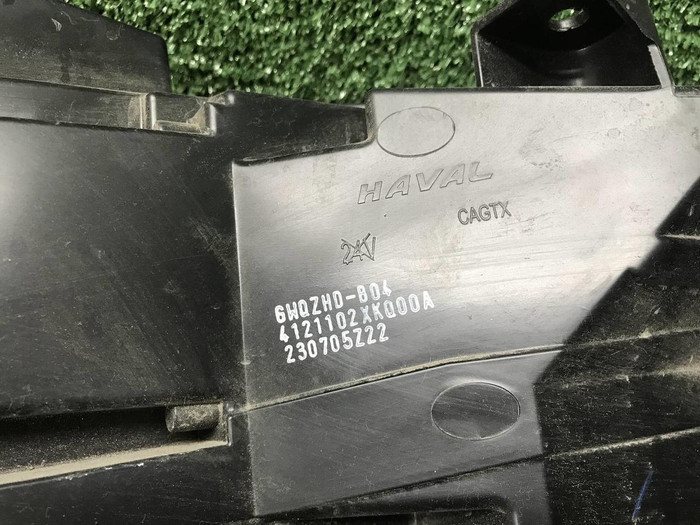 HAVAL
CAGTX
24V
6WQZHD-B04
4121102XKQ00A
230705Z22